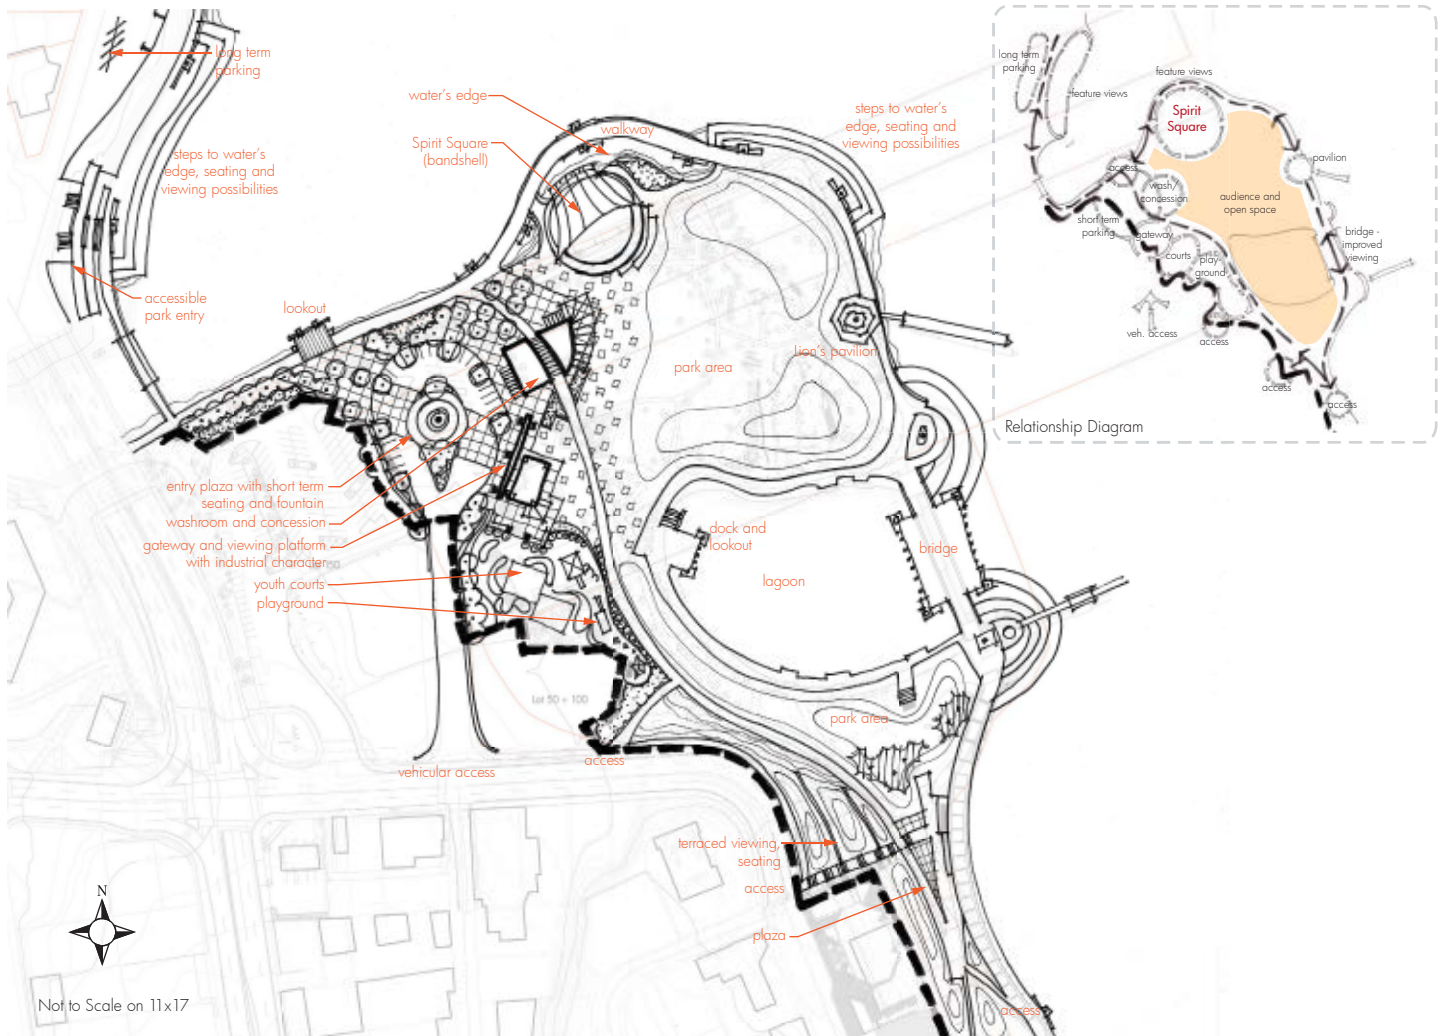 long term
parking
water's edge
walkway
Spirit Square
(bandshell)
steps to water's
edge, seating and
viewing possibilities
steps to water's
edge, seating and
viewing possibilities
accessible
park entry
lookout
Lion's pavilion
park area
entry plaza with short term
seating and fountain
washroom and concession
gateway and viewing platform
with industrial character
youth courts
playground
dock and
lookout
lagoon
bridge
Lot 50 + 100
park area
vehicular access
access
terraced viewing,
seating
access
plaza
access
N
Not to Scale on 11x17
long term
parking
feature views
feature views
Spirit
Square
pavilion
access
wash/
concession
audience and
open space
short term
parking
gateway
courts
play-
ground
bridge -
improved
viewing
veh. access
access
access
access
Relationship Diagram